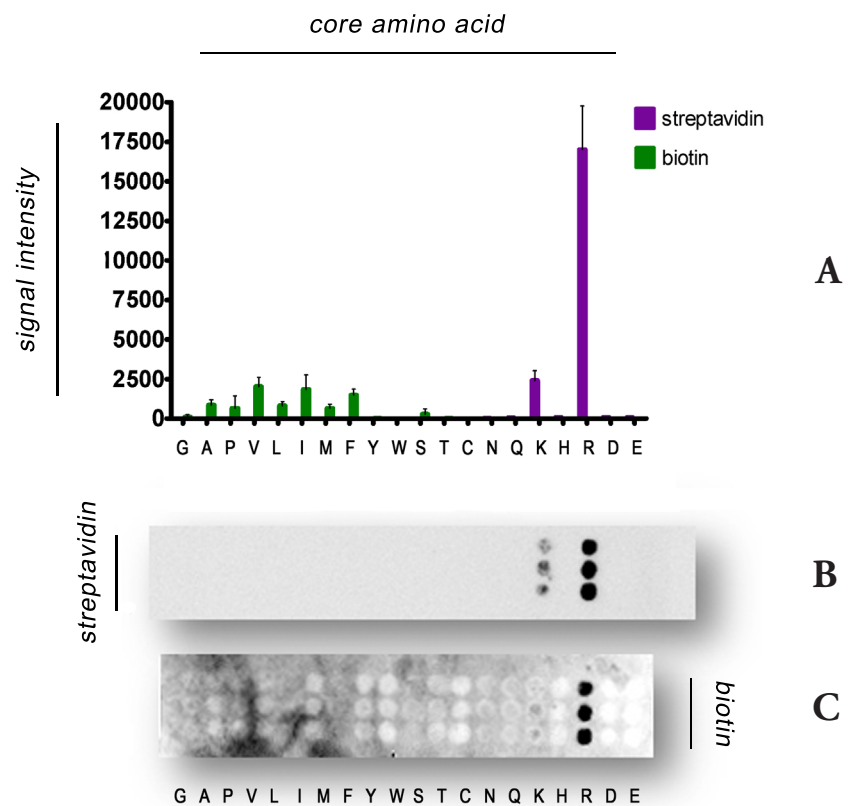 core amino acid
signal intensity
20000
17500
15000
12500
10000
7500
5000
2500
0
streptavidin
biotin
A
G A P V L I M F Y W S T C N Q K H R D E
streptavidin
B
biotin
C
G A P V L I M F Y W S T C N Q K H R D E